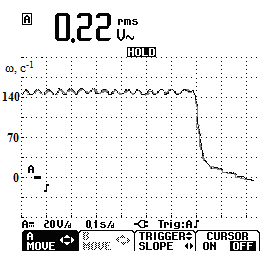 A 0.22 rms V~
HOLD
ω, c⁻¹
140
70
0
A
A= 20V/ 0,1s/ Trig:A
A MOVE
B MOVE
TRIGGER SLOPE
CURSOR ON OFF